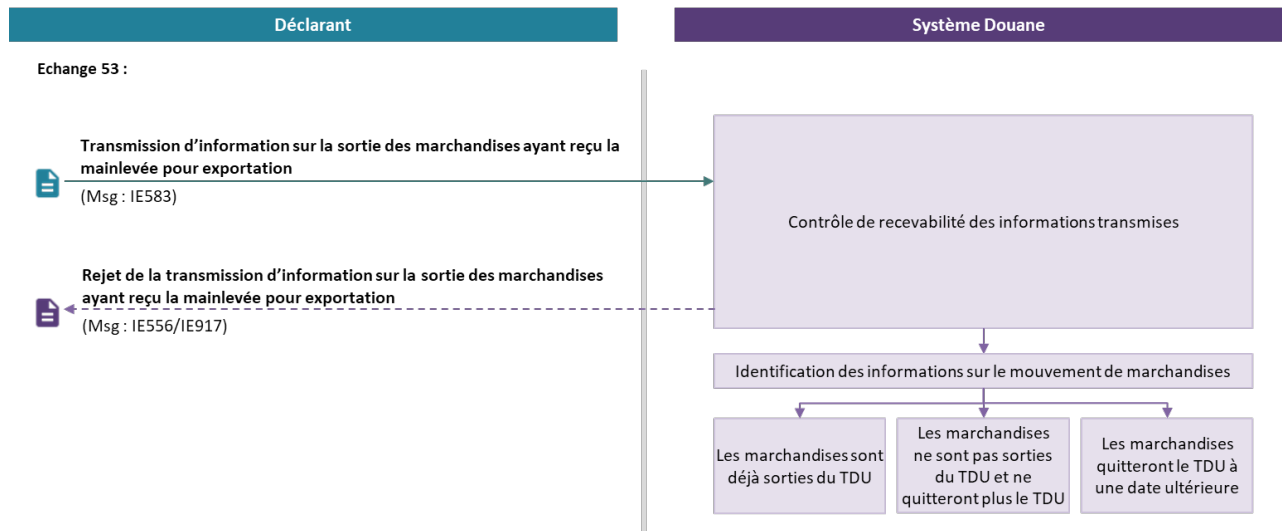 Déclarant
Système Douane
Echange 53 :
Transmission d’information sur la sortie des marchandises ayant reçu la
mainlevée pour exportation
(Msg : IE583)
Contrôle de recevabilité des informations transmises
Rejet de la transmission d’information sur la sortie des marchandises
ayant reçu la mainlevée pour exportation
(Msg : IE556/IE917)
Identification des informations sur le mouvement de marchandises
Les marchandises sont
déjà sorties du TDU
Les marchandises
ne sont pas sorties
du TDU et ne
quitteront plus le TDU
Les marchandises
quitteront le TDU à
une date ultérieure